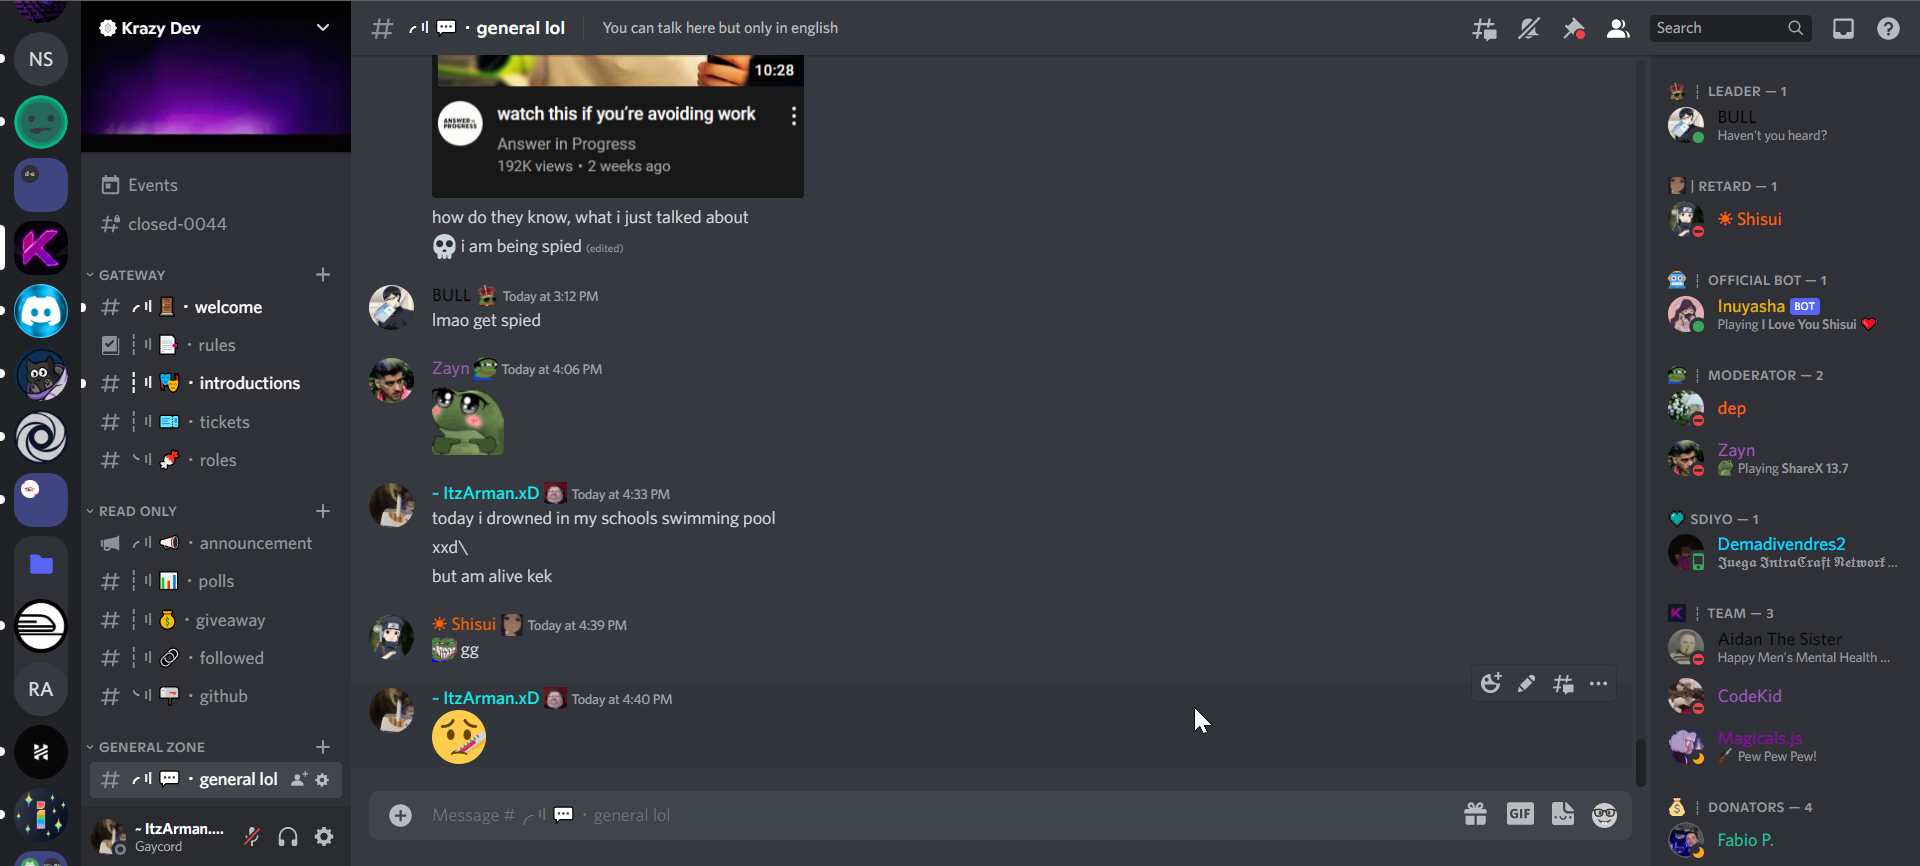 NS
RA
Krazy Dev
Events
closed-0044
GATEWAY
welcome
rules
introductions
tickets
roles
READ ONLY
announcement
polls
giveaway
followed
github
GENERAL ZONE
general lol
~ ItzArman....
Gaycord
general lol
You can talk here but only in english
Search
10:28
ANSWER IN PROGRESS
watch this if you're avoiding work
Answer in Progress
192K views • 2 weeks ago
how do they know, what i just talked about
i am being spied (edited)
BULL Today at 3:12 PM
lmao get spied
Zayn Today at 4:06 PM
~ ItzArman.xD Today at 4:33 PM
today i drowned in my schools swimming pool
xxd\
but am alive kek
Shisui Today at 4:39 PM
gg
~ ItzArman.xD Today at 4:40 PM
Message # general lol
GIF
LEADER — 1
BULL
Haven't you heard?
| RETARD — 1
Shisui
OFFICIAL BOT — 1
Inuyasha BOT
Playing I Love You Shisui ❤
MODERATOR — 2
dep
Zayn
Playing ShareX 13.7
SDIYO — 1
Demadivendres2
𝕵𝖚𝖊𝖌𝖆 𝕴𝖓𝖙𝖗𝖆𝕮𝖗𝖆𝖋𝖙 𝕹𝖊𝖙𝖜𝖔𝖗𝖐...
TEAM — 3
Aidan The Sister
Happy Men's Mental Health ...
CodeKid
Magicals.js
Pew Pew Pew!
DONATORS — 4
Fabio P.